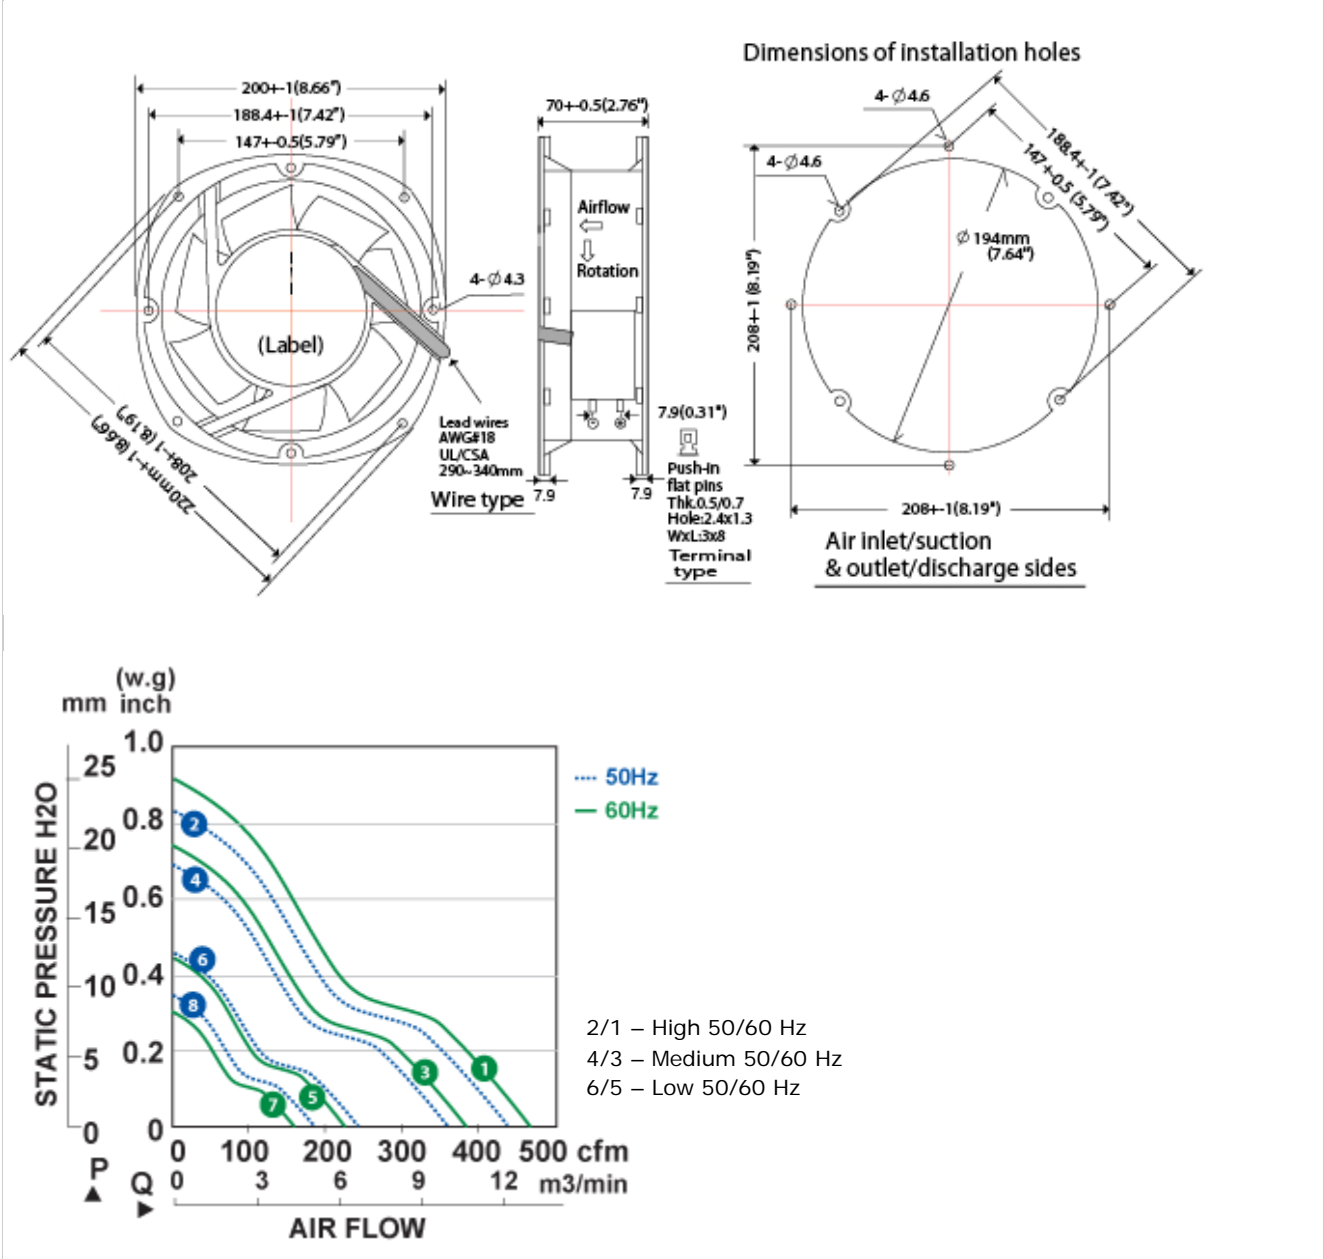 Dimensions of installation holes
200+-1(8.66")
188.4+-1(7.42")
147+-0.5(5.79")
(Label)
4-Ø4.3
208+-1 (8.19")
220mm+-1 (8.66")
Lead wires
AWG#18
UL/CSA
290~340mm
Wire type
70+-0.5(2.76")
Airflow
Rotation
7.9
7.9
7.9(0.31")
Push-in
flat pins
Thk.0.5/0.7
Hole:2.4x1.3
WxL:3x8
Terminal
type
4-Ø4.6
4-Ø4.6
188.4+-1 (7.42")
147+-0.5 (5.79")
Ø194mm
(7.64")
208+-1 (8.19")
208+-1(8.19")
Air inlet/suction
& outlet/discharge sides
(w.g)
mm inch
STATIC PRESSURE H2O
25
20
15
10
5
0
1.0
0.8
0.6
0.4
0.2
0
2
4
6
8
7
5
3
1
50Hz
60Hz
0 100 200 300 400 500 cfm
0 3 6 9 12 m3/min
P
Q
AIR FLOW
2/1 – High 50/60 Hz
4/3 – Medium 50/60 Hz
6/5 – Low 50/60 Hz